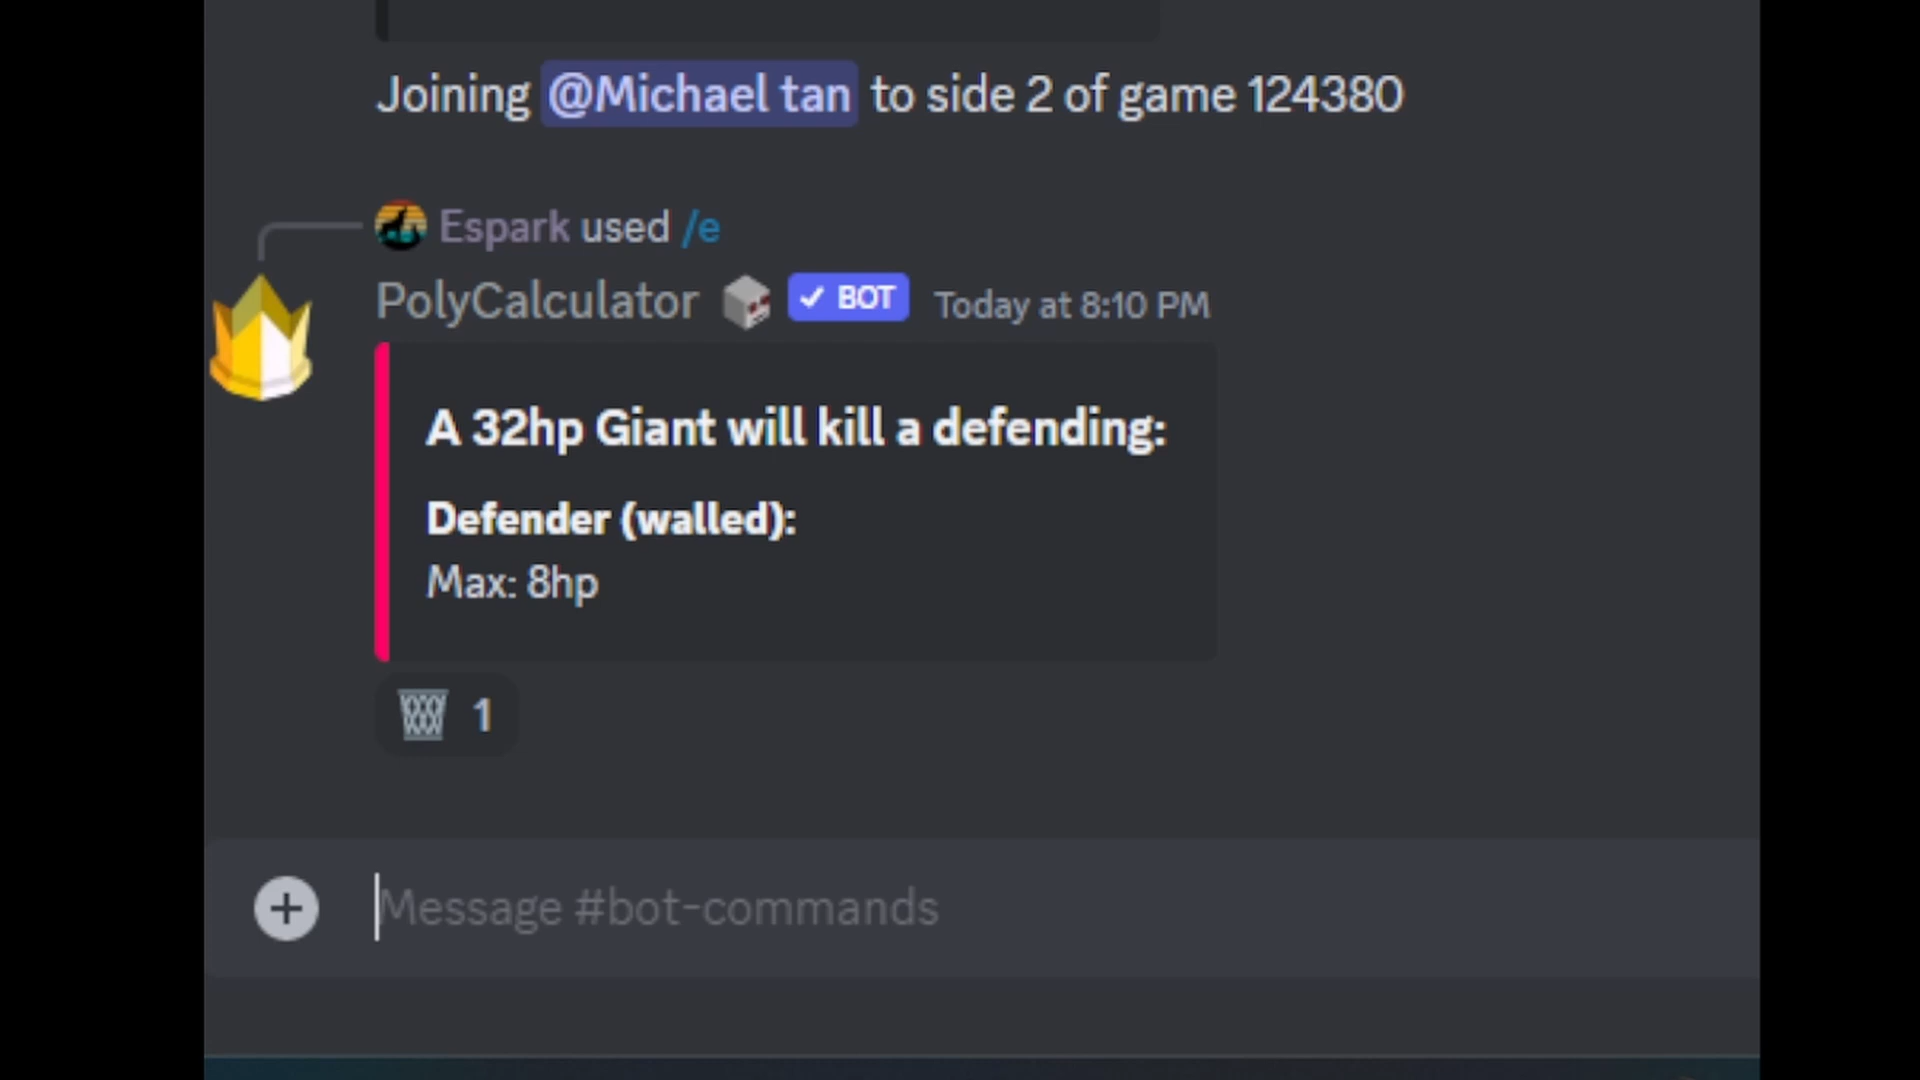 Joining @Michael tan to side 2 of game 124380
Espark used /e
PolyCalculator ✓ BOT Today at 8:10 PM
A 32hp Giant will kill a defending:
Defender (walled):
Max: 8hp
1
Message #bot-commands